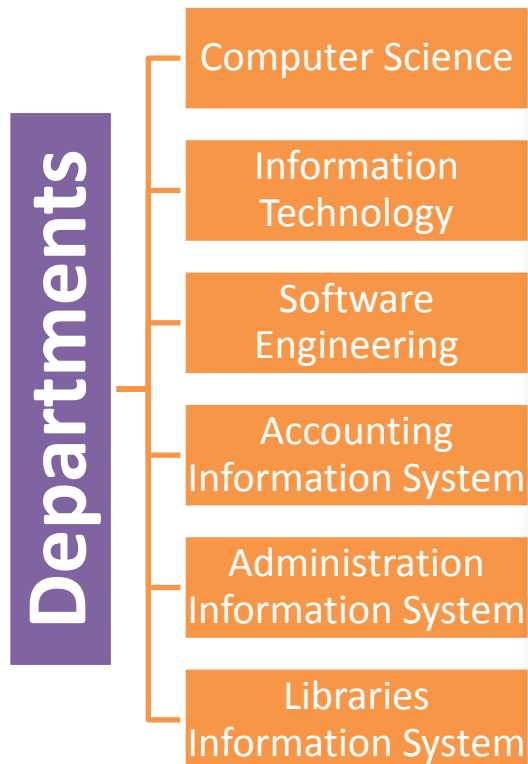 Departments
Computer Science
Information
Technology
Software
Engineering
Accounting
Information System
Administration
Information System
Libraries
Information System